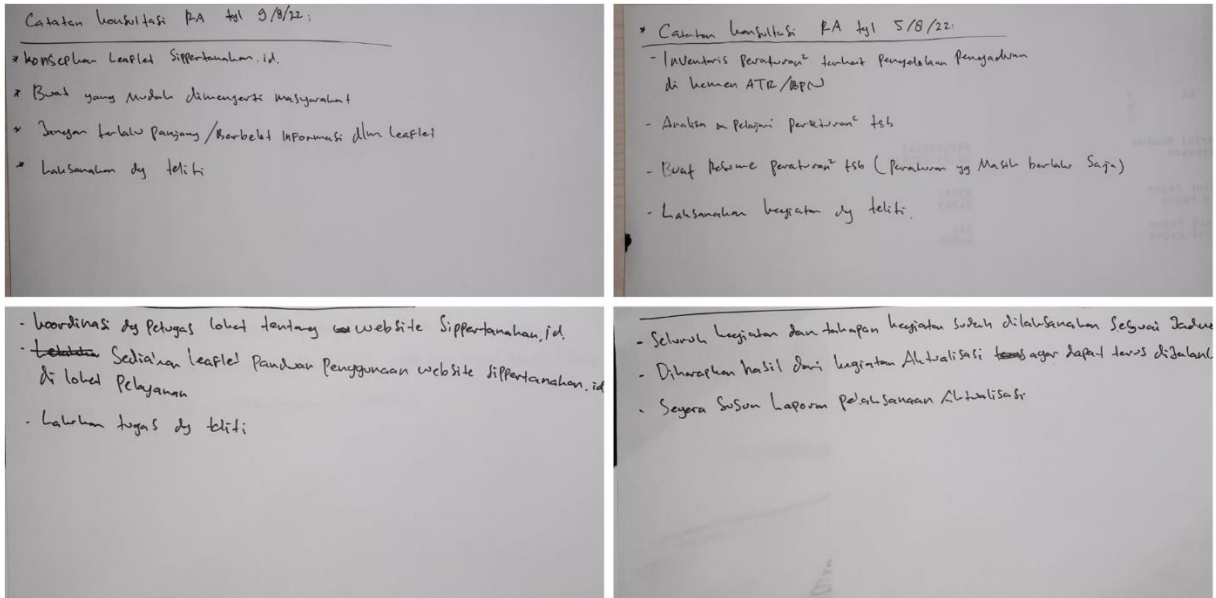 Catatan konsultasi RA tgl 9/8/22:
* konsepkan Leaflet Sippertanahan.id.
* Buat yang mudah dimengerti masyarakat
* Jangan terlalu panjang/Berbelit Informasi dlm leaflet
* Laksanakan dg teliti
* Catatan konsultasi RA tgl 5/8/22:
- Inventaris Peraturan² terkait Pengelolaan Pengaduan
di kemen ATR/BPN
- Analisa Pelajari peraturan² tsb
- Buat Resume peraturan² tsb (Peraturan yg Masih berlaku Saja)
- Laksanakan kegiatan dg teliti.
- koordinasi dg Petugas loket tentang website Sippertanahan.id.
- Sediakan leaflet Panduan Penggunaan website Sippertanahan.id
di loket Pelayanan
- Lakukan tugas dg teliti
- Seluruh kegiatan dan tahapan kegiatan sudah dilaksanakan Sesuai
- Diharapkan hasil dari kegiatan Aktualisasi agar dapat terus
- Segera Susun Laporan pelaksanaan Aktualisasi